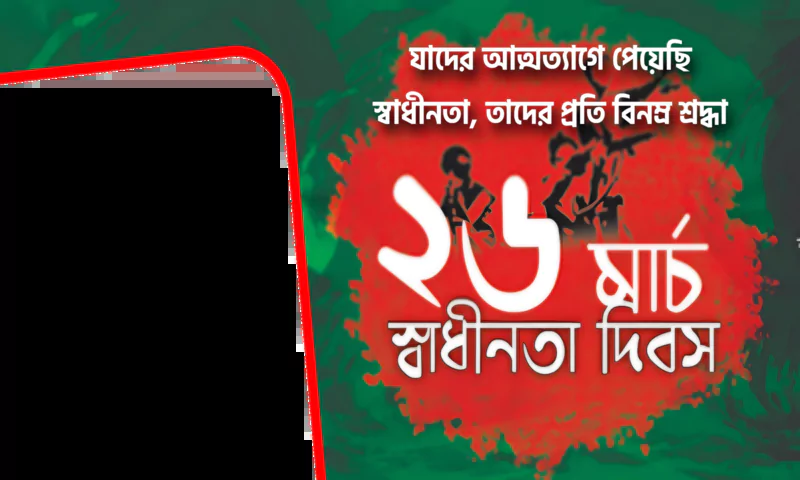 যাদের আত্মত্যাগে পেয়েছি
স্বাধীনতা, তাদের প্রতি বিনম্র শ্রদ্ধা
২৬ মার্চ
স্বাধীনতা দিবস